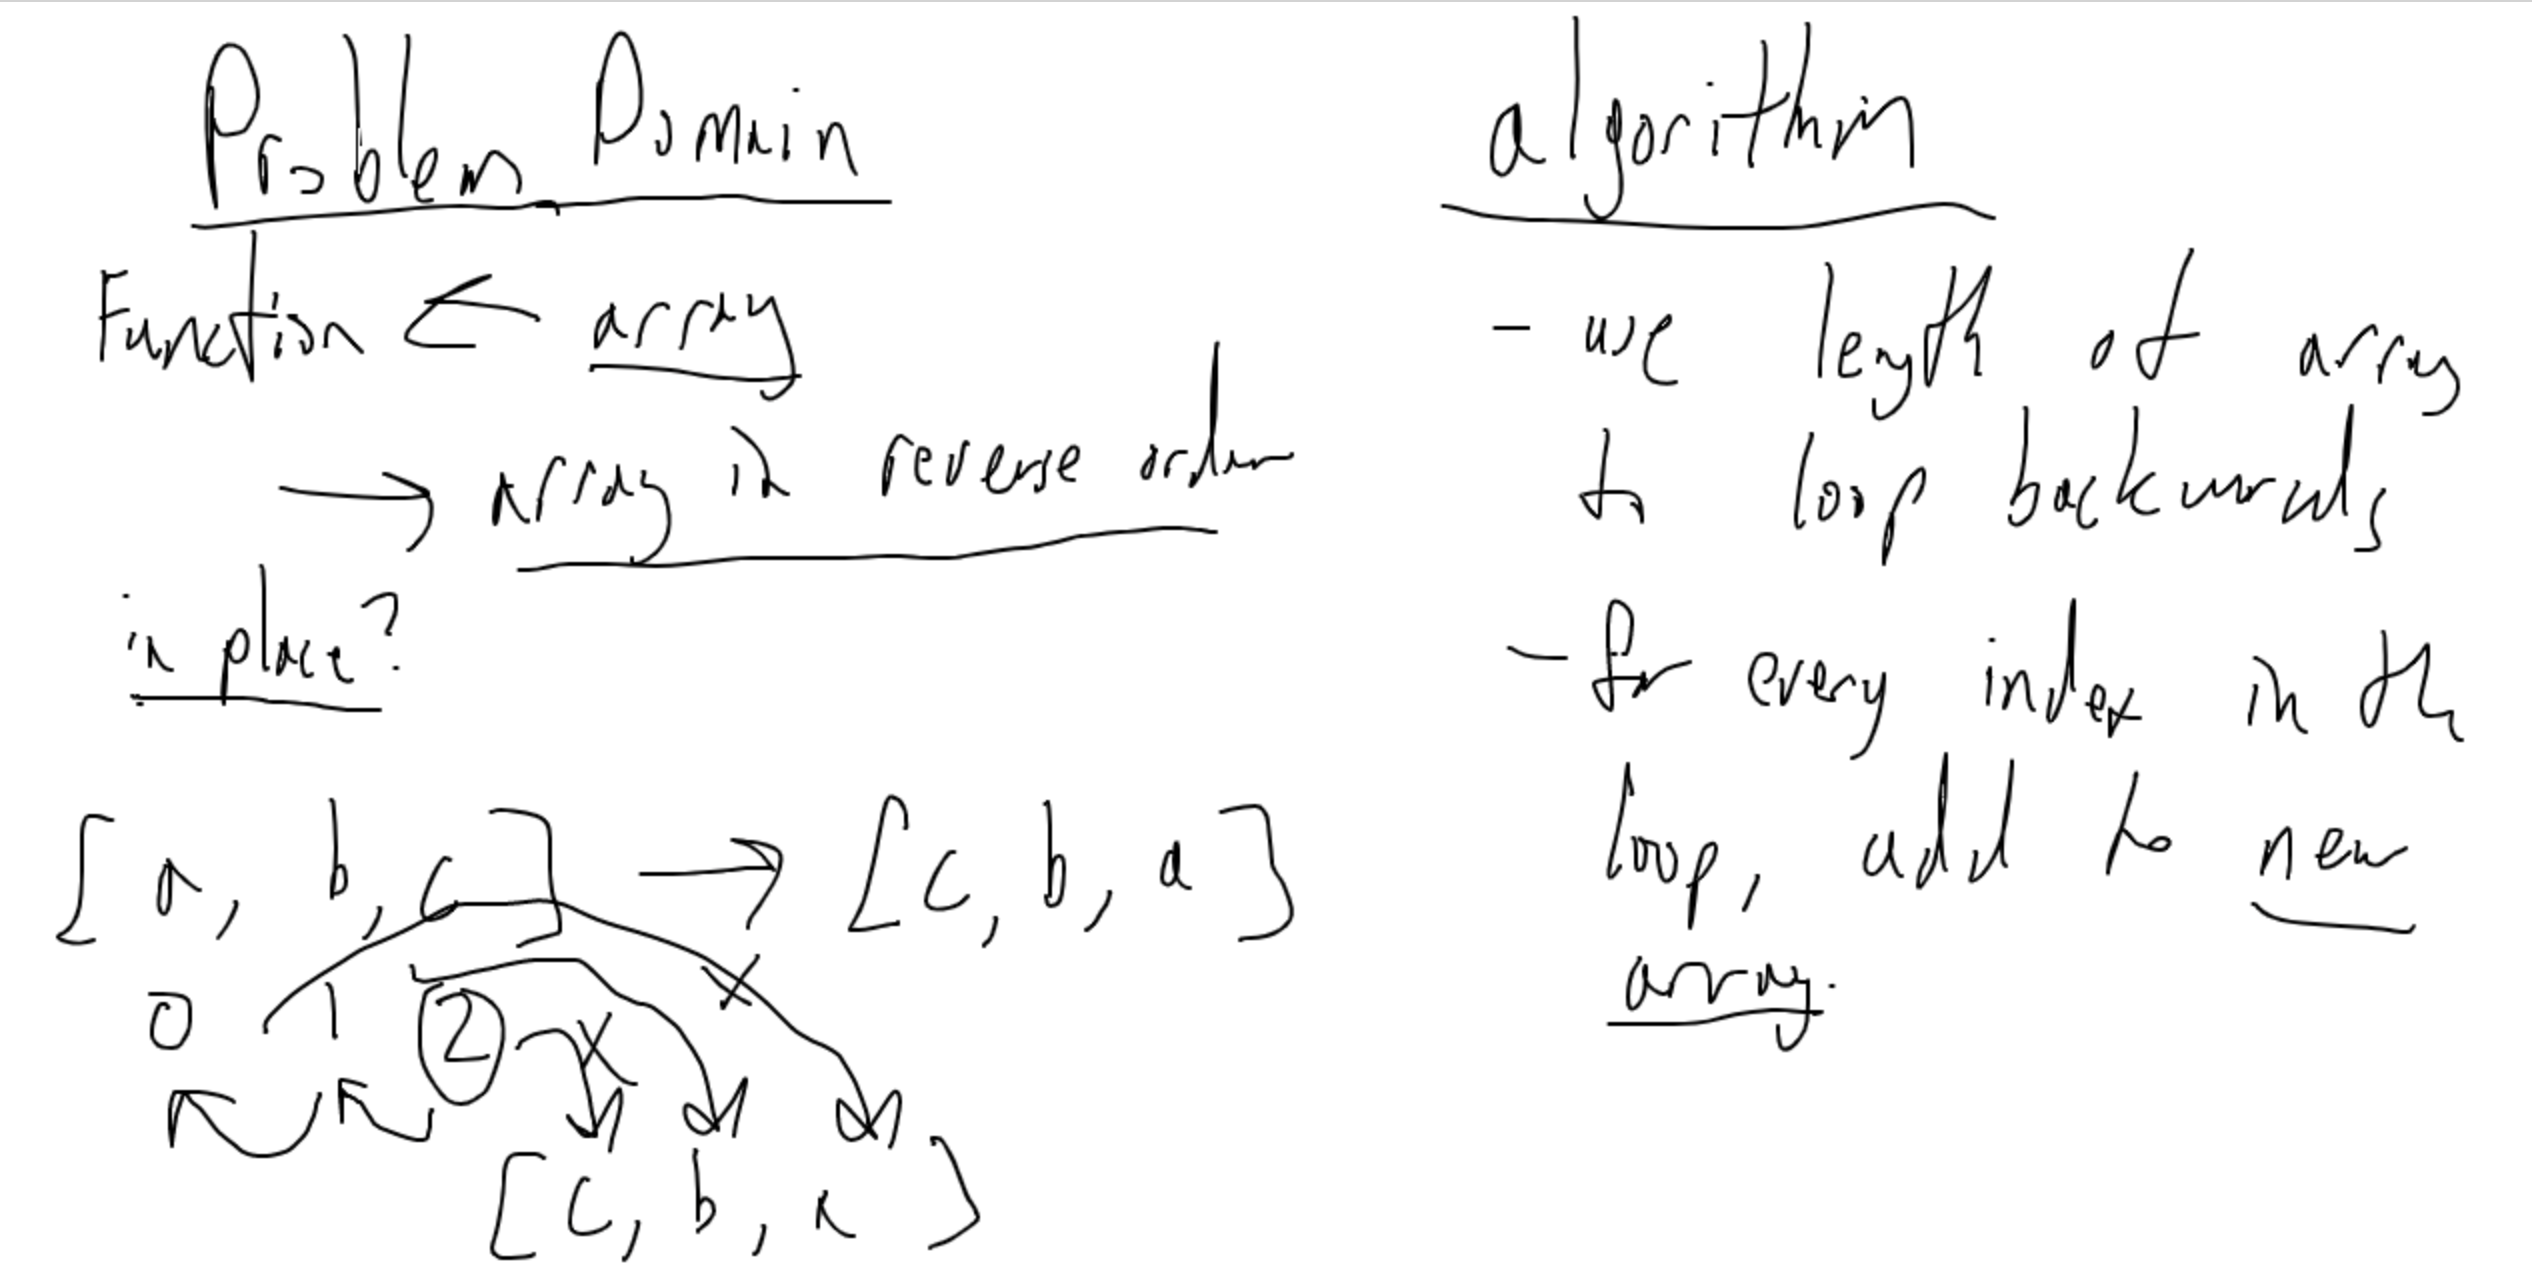 Problem Domain
Function ← array
→ array in reverse order
in place?
[a, b, c] → [c, b, a]
0 1 2
[c, b, a]
algorithm
- use length of array
to loop backwards
- for every index in the
loop, add to new
array.